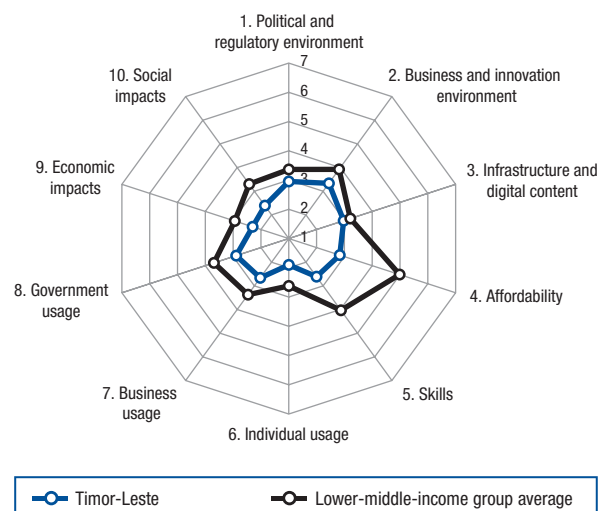 1. Political and
regulatory environment
2. Business and innovation
environment
3. Infrastructure and
digital content
4. Affordability
5. Skills
6. Individual usage
7. Business
usage
8. Government
usage
9. Economic
impacts
10. Social
impacts
7
6
5
4
3
2
1
Timor-Leste
Lower-middle-income group average